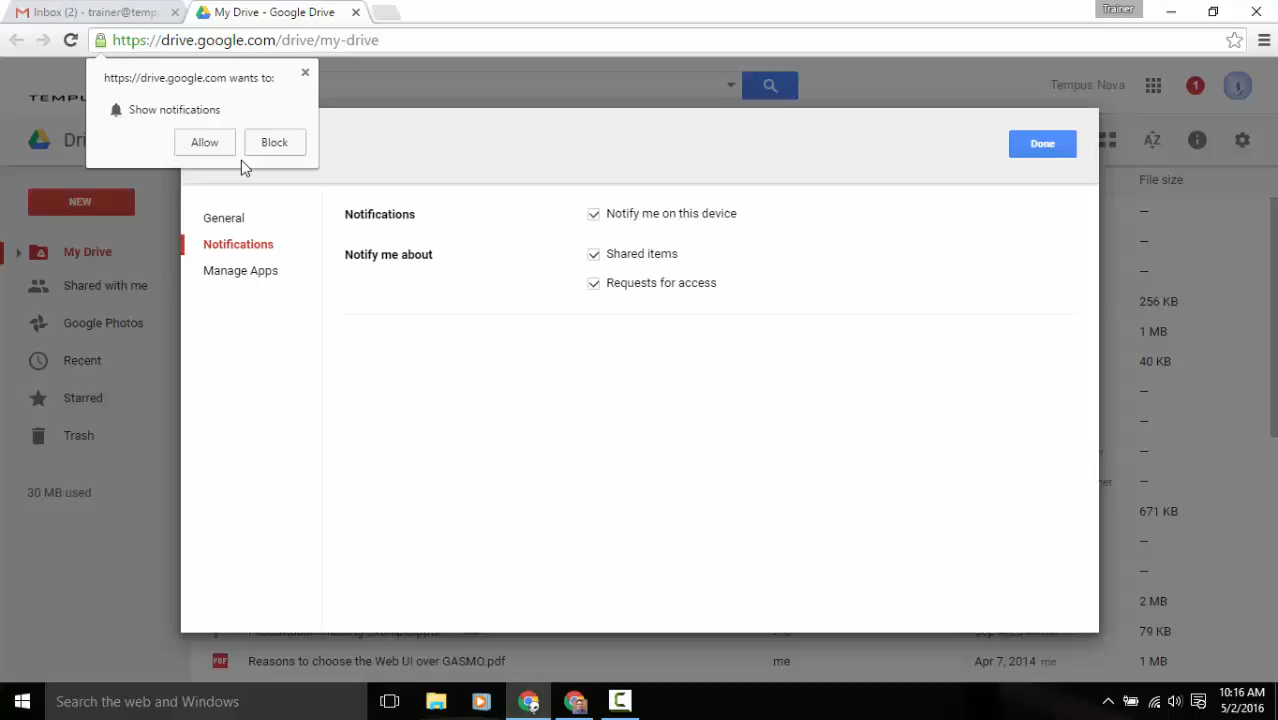 Inbox (2) - trainer@temp
My Drive - Google Drive
Trainer
https://drive.google.com/drive/my-drive
https://drive.google.com wants to:
Show notifications
Allow
Block
TEMPU
Tempus Nova
1
Dri
Done
File size
NEW
General
Notifications
Notify me on this device
Notifications
My Drive
Notify me about
Shared items
Manage Apps
Requests for access
Shared with me
256 KB
Google Photos
1 MB
Recent
40 KB
Starred
Trash
30 MB used
671 KB
2 MB
79 KB
PDF
Reasons to choose the Web UI over GASMO.pdf
me
Apr 7, 2014 me
1 MB
Search the web and Windows
10:16 AM
5/2/2016